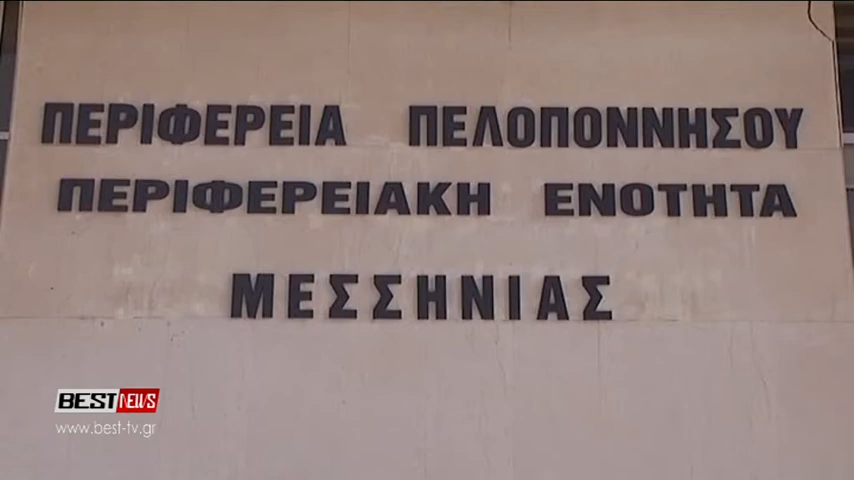 ΠΕΡΙΦΕΡΕΙΑ ΠΕΛΟΠΟΝΝΗΣΟΥ
ΠΕΡΙΦΕΡΕΙΑΚΗ ΕΝΟΤΗΤΑ
ΜΕΣΣΗΝΙΑΣ
BEST NEWS
www.best-tv.gr